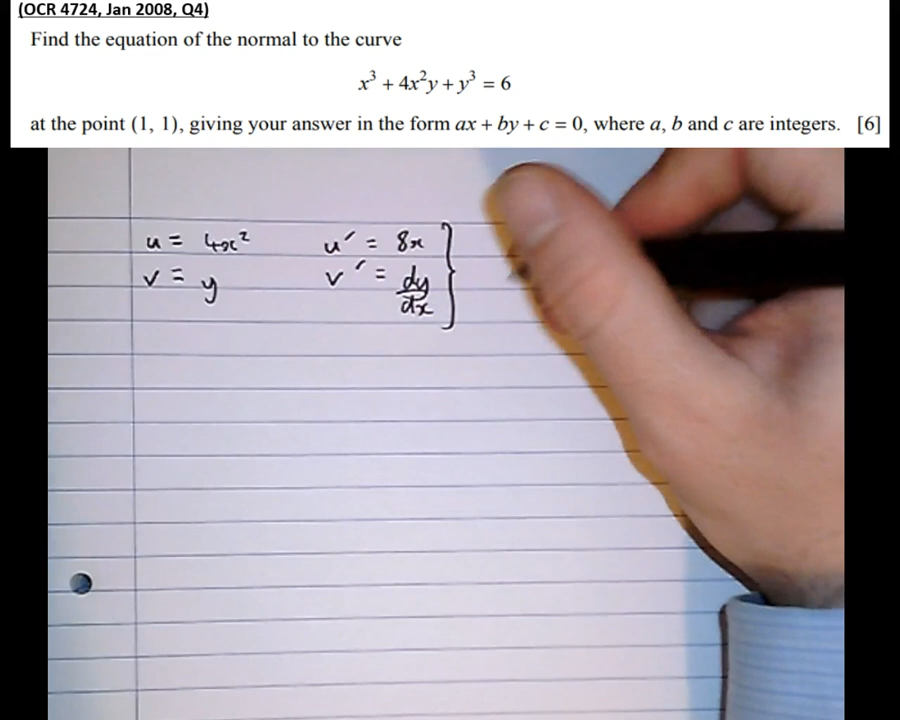 (OCR 4724, Jan 2008, Q4)
Find the equation of the normal to the curve
x³ + 4x²y + y³ = 6
at the point (1, 1), giving your answer in the form ax + by + c = 0, where a, b and c are integers. [6]
u = 4x² u′ = 8x
v = y v′ = dy/dx